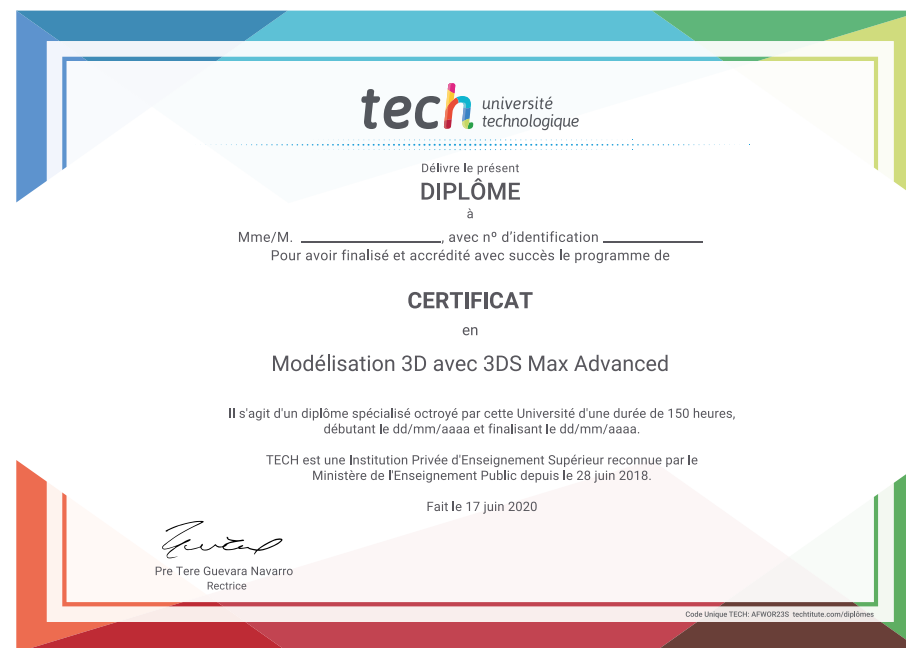 tech université
technologique
Délivre le présent
DIPLÔME
à
Mme/M. ____________________, avec nº d'identification ______________
Pour avoir finalisé et accrédité avec succès le programme de
CERTIFICAT
en
Modélisation 3D avec 3DS Max Advanced
Il s'agit d'un diplôme spécialisé octroyé par cette Université d'une durée de 150 heures,
débutant le dd/mm/aaaa et finalisant le dd/mm/aaaa.
TECH est une Institution Privée d'Enseignement Supérieur reconnue par le
Ministère de l'Enseignement Public depuis le 28 juin 2018.
Fait le 17 juin 2020
Pre Tere Guevara Navarro
Rectrice
Code Unique TECH: AFWOR23S techtitute.com/diplômes